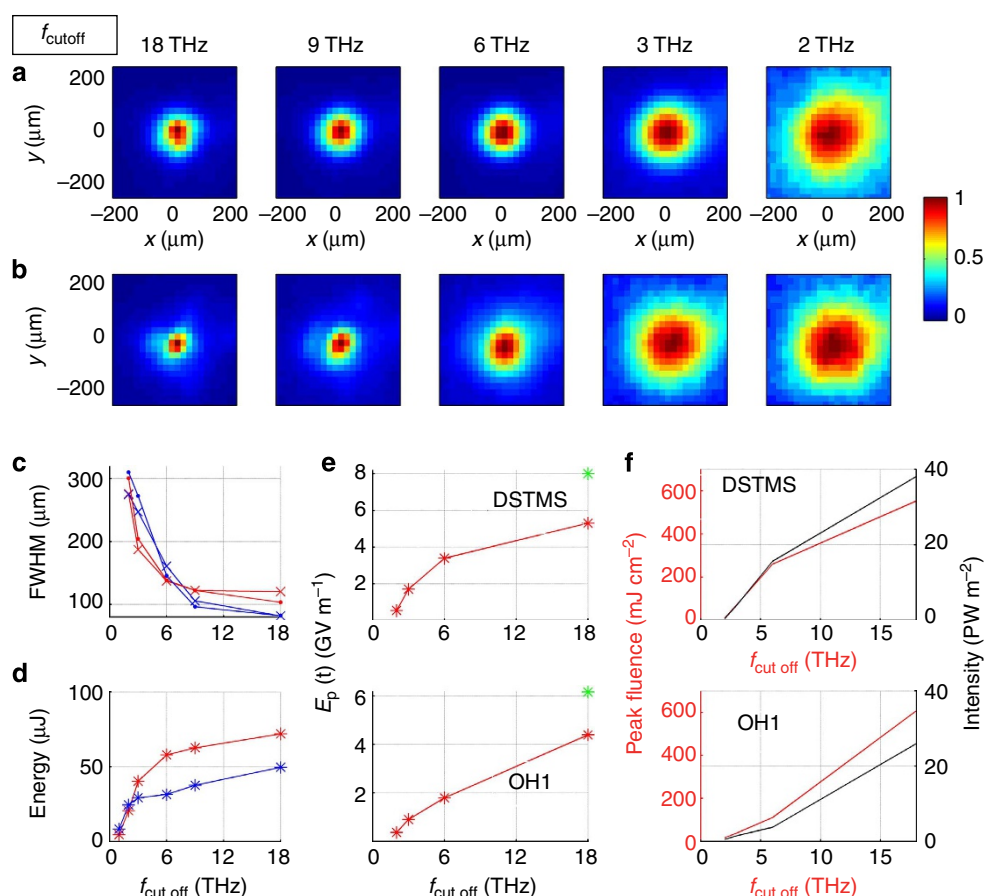 f_cutoff 18 THz 9 THz 6 THz 3 THz 2 THz
a
200
0
–200
y (μm)
–200 0 200 –200 0 200 –200 0 200 –200 0 200 –200 0 200
x (μm) x (μm) x (μm) x (μm) x (μm)
1
0.5
0
b
200
0
–200
y (μm)
c
300
200
100
FWHM (μm)
0 6 12 18
d
100
50
0
Energy (μJ)
0 6 12 18
f_cut off (THz)
e
8
6
4
2
DSTMS
0 6 12 18
E_p (t) (GV m⁻¹)
6
4
2
OH1
0 6 12 18
f_cut off (THz)
f
600
400
200
0
DSTMS
40
20
0
0 5 10 15
f_cut off (THz)
Peak fluence (mJ cm⁻²)
Intensity (PW m⁻²)
600
400
200
0
OH1
40
20
0
0 5 10 15
f_cut off (THz)